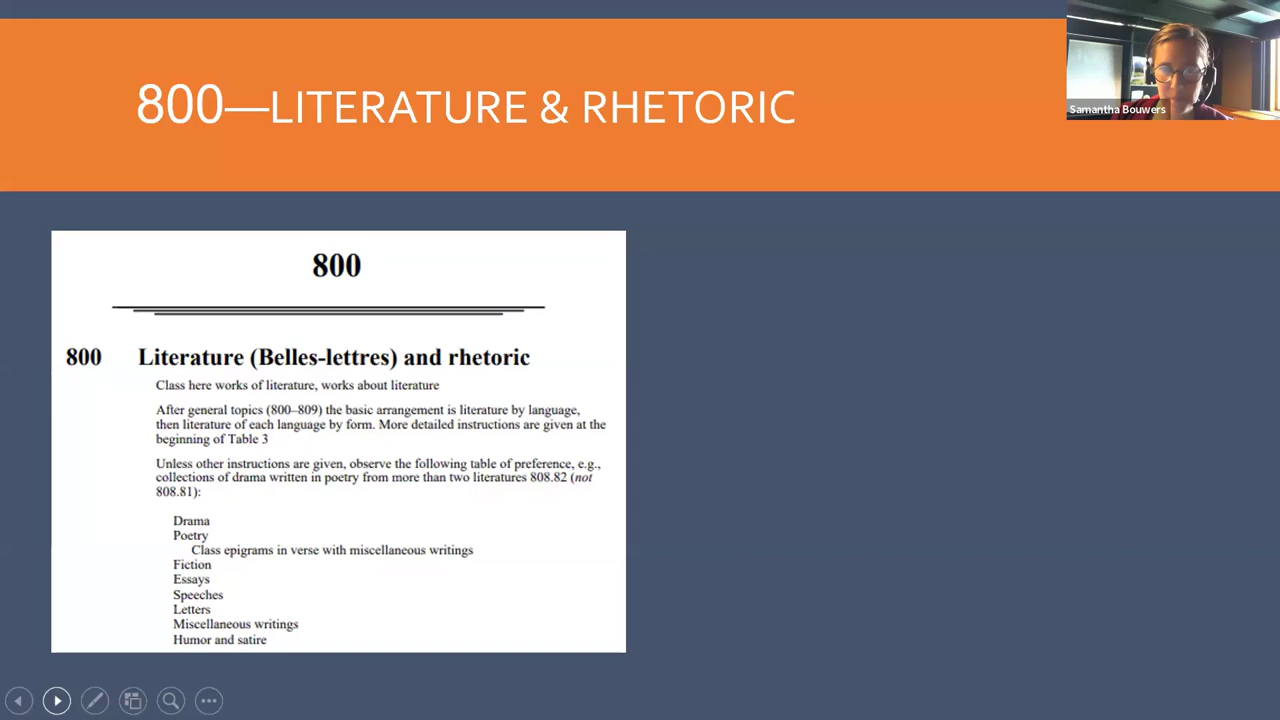 800—LITERATURE & RHETORIC
Samantha Bouwers
800
800 Literature (Belles-lettres) and rhetoric
Class here works of literature, works about literature
After general topics (800–809) the basic arrangement is literature by language,
then literature of each language by form. More detailed instructions are given at the
beginning of Table 3
Unless other instructions are given, observe the following table of preference, e.g.,
collections of drama written in poetry from more than two literatures 808.82 (not
808.81):
Drama
Poetry
Class epigrams in verse with miscellaneous writings
Fiction
Essays
Speeches
Letters
Miscellaneous writings
Humor and satire